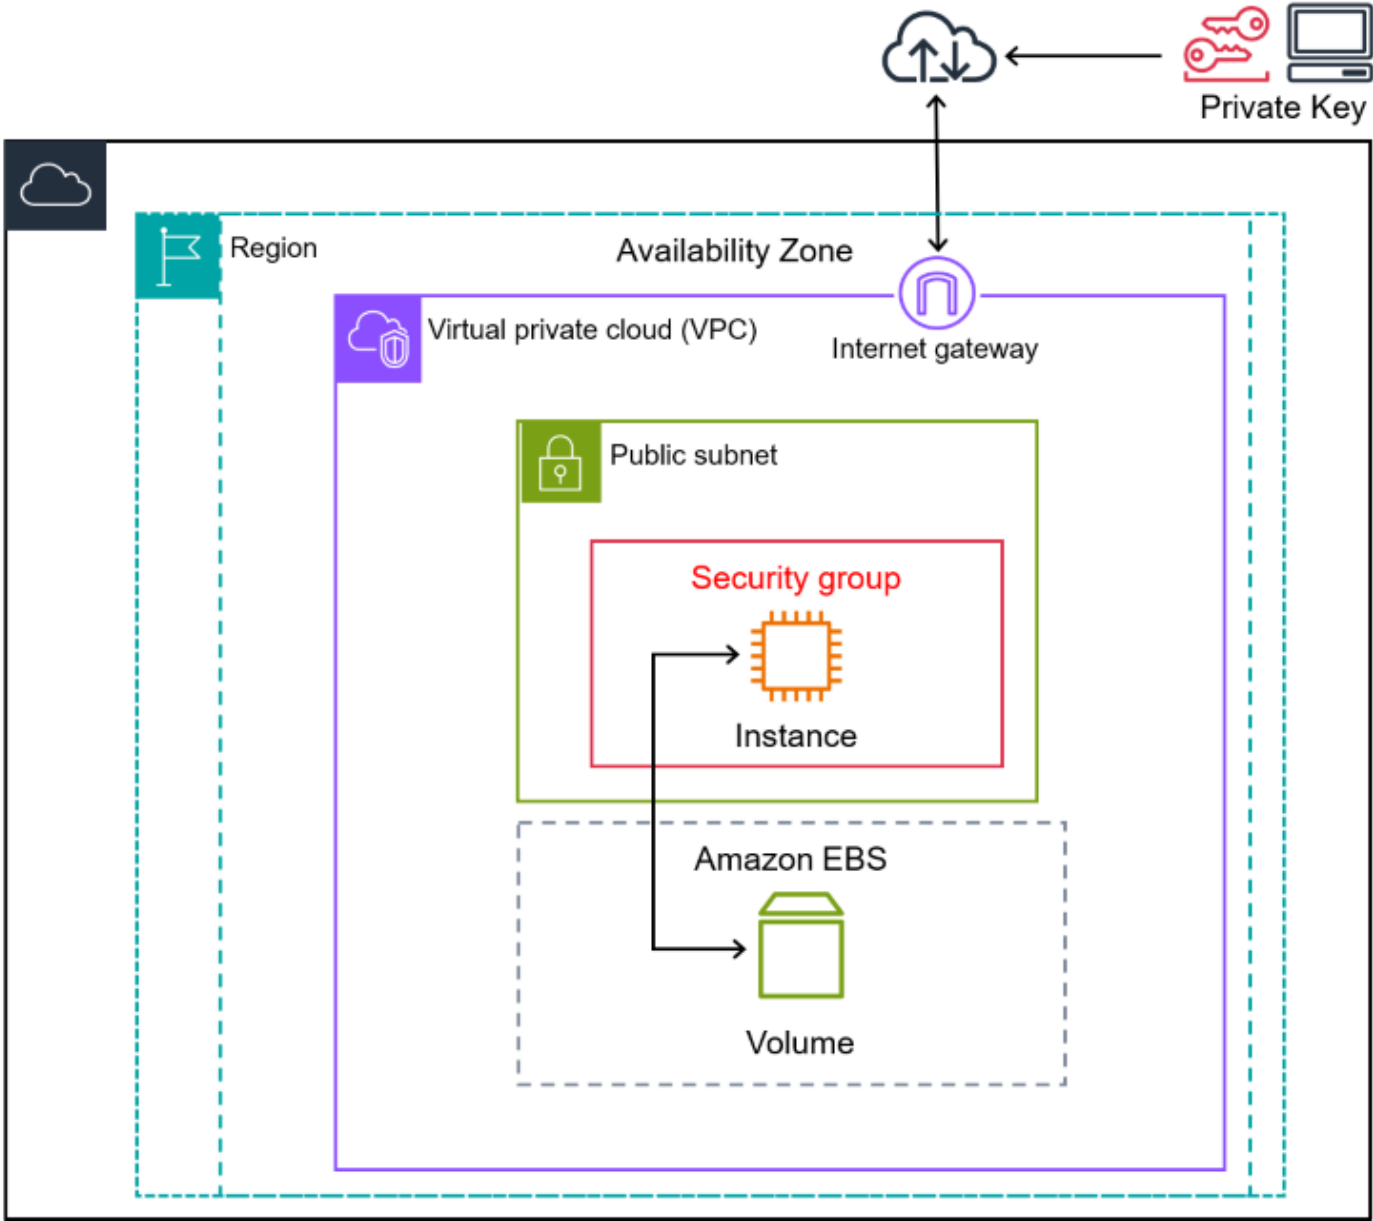 Private Key
Region
Availability Zone
Virtual private cloud (VPC)
Internet gateway
Public subnet
Security group
Instance
Amazon EBS
Volume